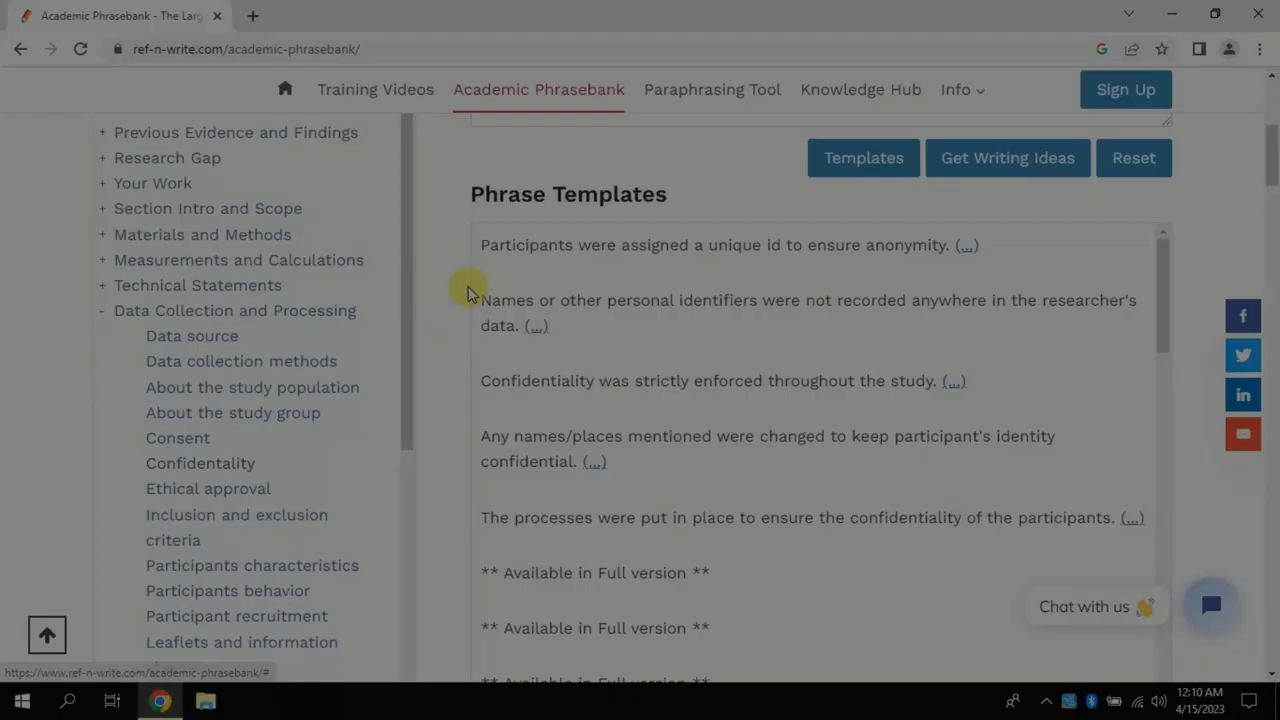 Academic Phrasebank - The Larg
ref-n-write.com/academic-phrasebank/
Training Videos
Academic Phrasebank
Paraphrasing Tool
Knowledge Hub
Info
Sign Up
+ Previous Evidence and Findings
+ Research Gap
+ Your Work
+ Section Intro and Scope
+ Materials and Methods
+ Measurements and Calculations
+ Technical Statements
- Data Collection and Processing
Data source
Data collection methods
About the study population
About the study group
Consent
Confidentality
Ethical approval
Inclusion and exclusion
criteria
Participants characteristics
Participants behavior
Participant recruitment
Leaflets and information
Templates
Get Writing Ideas
Reset
Phrase Templates
Participants were assigned a unique id to ensure anonymity. (...)
Names or other personal identifiers were not recorded anywhere in the researcher's
data. (...)
Confidentiality was strictly enforced throughout the study. (...)
Any names/places mentioned were changed to keep participant's identity
confidential. (...)
The processes were put in place to ensure the confidentiality of the participants. (...)
** Available in Full version **
** Available in Full version **
** Available in Full version **
Chat with us 👋
https://www.ref-n-write.com/academic-phrasebank/#
12:10 AM
4/15/2023